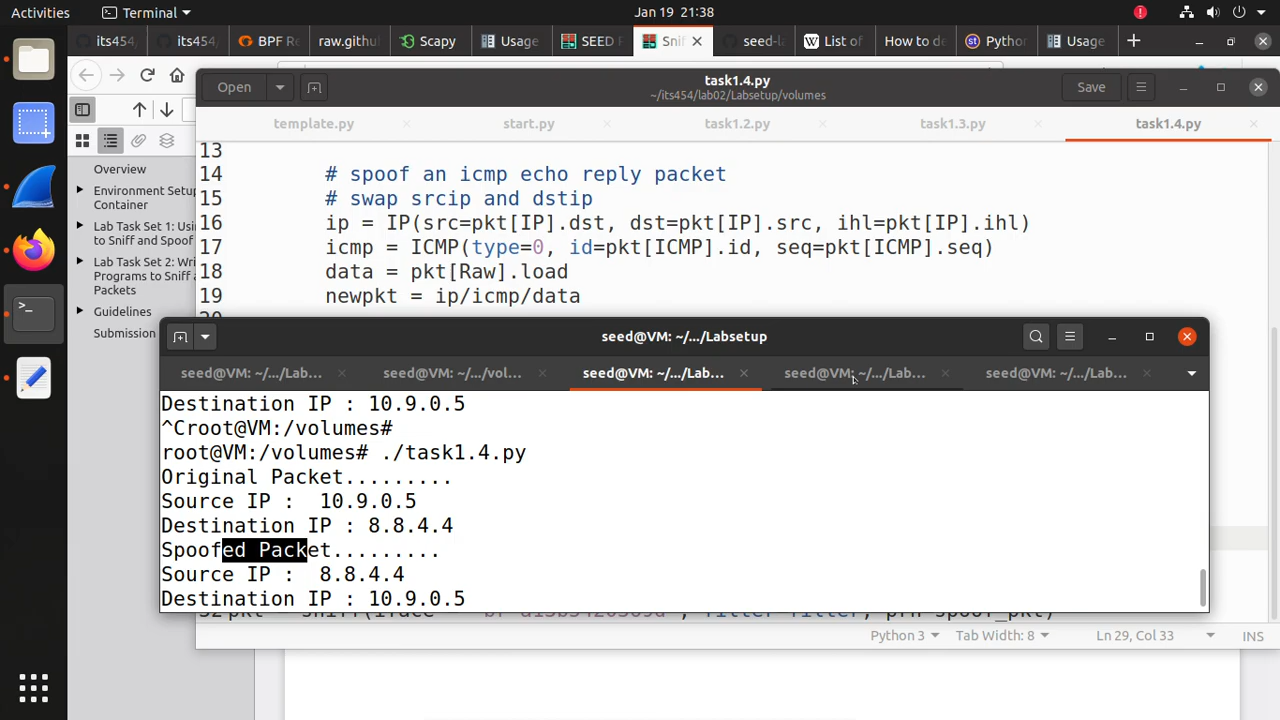 Activities
Terminal
Jan 19 21:38
its454/
its454/
BPF Re
raw.githu
Scapy
Usage
SEED
Sni
seed-la
List of
How to de
Python
Usage
Open
task1.4.py
~/its454/lab02/Labsetup/volumes
Save
template.py
start.py
task1.2.py
task1.3.py
task1.4.py
Overview
Environment Setup
Container
Lab Task Set 1: Using
to Sniff and Spoof
Lab Task Set 2: Writ
Programs to Sniff a
Packets
Guidelines
Submission
13
14 # spoof an icmp echo reply packet
15 # swap srcip and dstip
16 ip = IP(src=pkt[IP].dst, dst=pkt[IP].src, ihl=pkt[IP].ihl)
17 icmp = ICMP(type=0, id=pkt[ICMP].id, seq=pkt[ICMP].seq)
18 data = pkt[Raw].load
19 newpkt = ip/icmp/data
seed@VM: ~/.../Labsetup
seed@VM: ~/.../Lab...
seed@VM: ~/.../vol...
seed@VM: ~/.../Lab...
seed@VM: ~/.../Lab...
seed@VM: ~/.../Lab...
Destination IP : 10.9.0.5
^Croot@VM:/volumes#
root@VM:/volumes# ./task1.4.py
Original Packet.........
Source IP :  10.9.0.5
Destination IP : 8.8.4.4
Spoofed Packet.........
Source IP :  8.8.4.4
Destination IP : 10.9.0.5
Python 3
Tab Width: 8
Ln 29, Col 33
INS